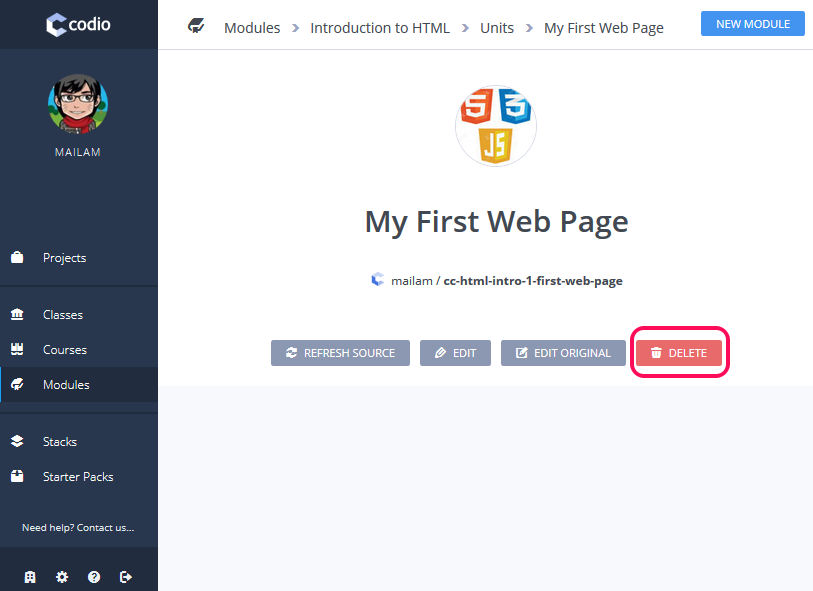 codio
MAILAM
Projects
Classes
Courses
Modules
Stacks
Starter Packs
Need help? Contact us...
Modules > Introduction to HTML > Units > My First Web Page
NEW MODULE
5 3
JS
My First Web Page
mailam / cc-html-intro-1-first-web-page
REFRESH SOURCE EDIT EDIT ORIGINAL DELETE